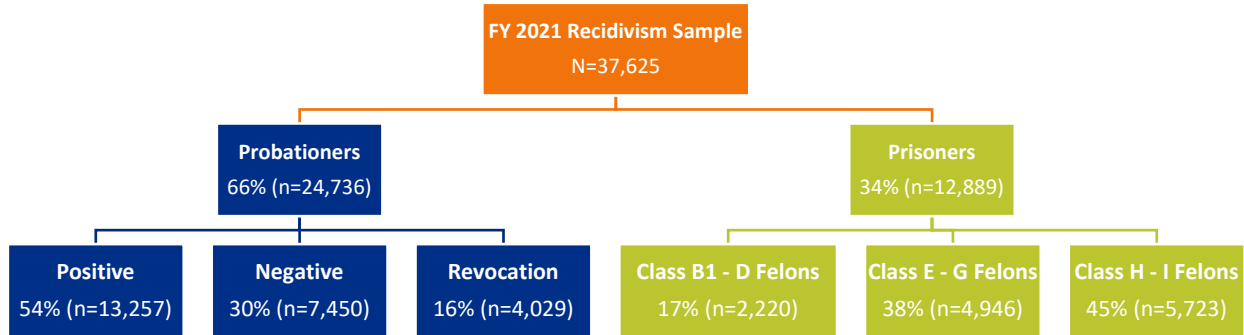 FY 2021 Recidivism Sample
N=37,625
Probationers
66% (n=24,736)
Prisoners
34% (n=12,889)
Positive
54% (n=13,257)
Negative
30% (n=7,450)
Revocation
16% (n=4,029)
Class B1 - D Felons
17% (n=2,220)
Class E - G Felons
38% (n=4,946)
Class H - I Felons
45% (n=5,723)